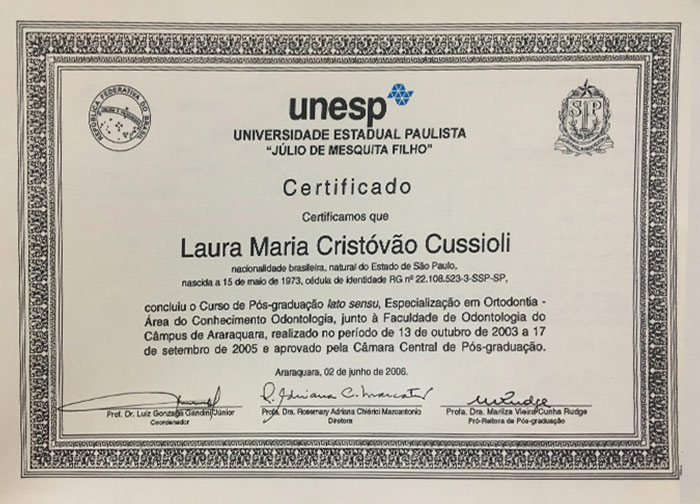 REPÚBLICA FEDERATIVA DO BRASIL
unesp
UNIVERSIDADE ESTADUAL PAULISTA
"JÚLIO DE MESQUITA FILHO"
SP
Certificado
Certificamos que
Laura Maria Cristóvão Cussioli
nacionalidade brasileira, natural do Estado de São Paulo,
nascida a 15 de maio de 1973, cédula de identidade RG nº 22.108.523-3-SSP-SP,
concluiu o Curso de Pós-graduação lato sensu, Especialização em Ortodontia -
Área do Conhecimento Odontologia, junto à Faculdade de Odontologia do
Câmpus de Araraquara, realizado no período de 13 de outubro de 2003 a 17
de setembro de 2005 e aprovado pela Câmara Central de Pós-graduação.
Araraquara, 02 de junho de 2006.
Prof. Dr. Luiz Gonzaga Gandini Júnior
Coordenador
Profa. Dra. Rosemary Adriana Chiérici Marcantonio
Diretora
Profa. Dra. Marilza Vieira Cunha Rudge
Pró-Reitora de Pós-graduação